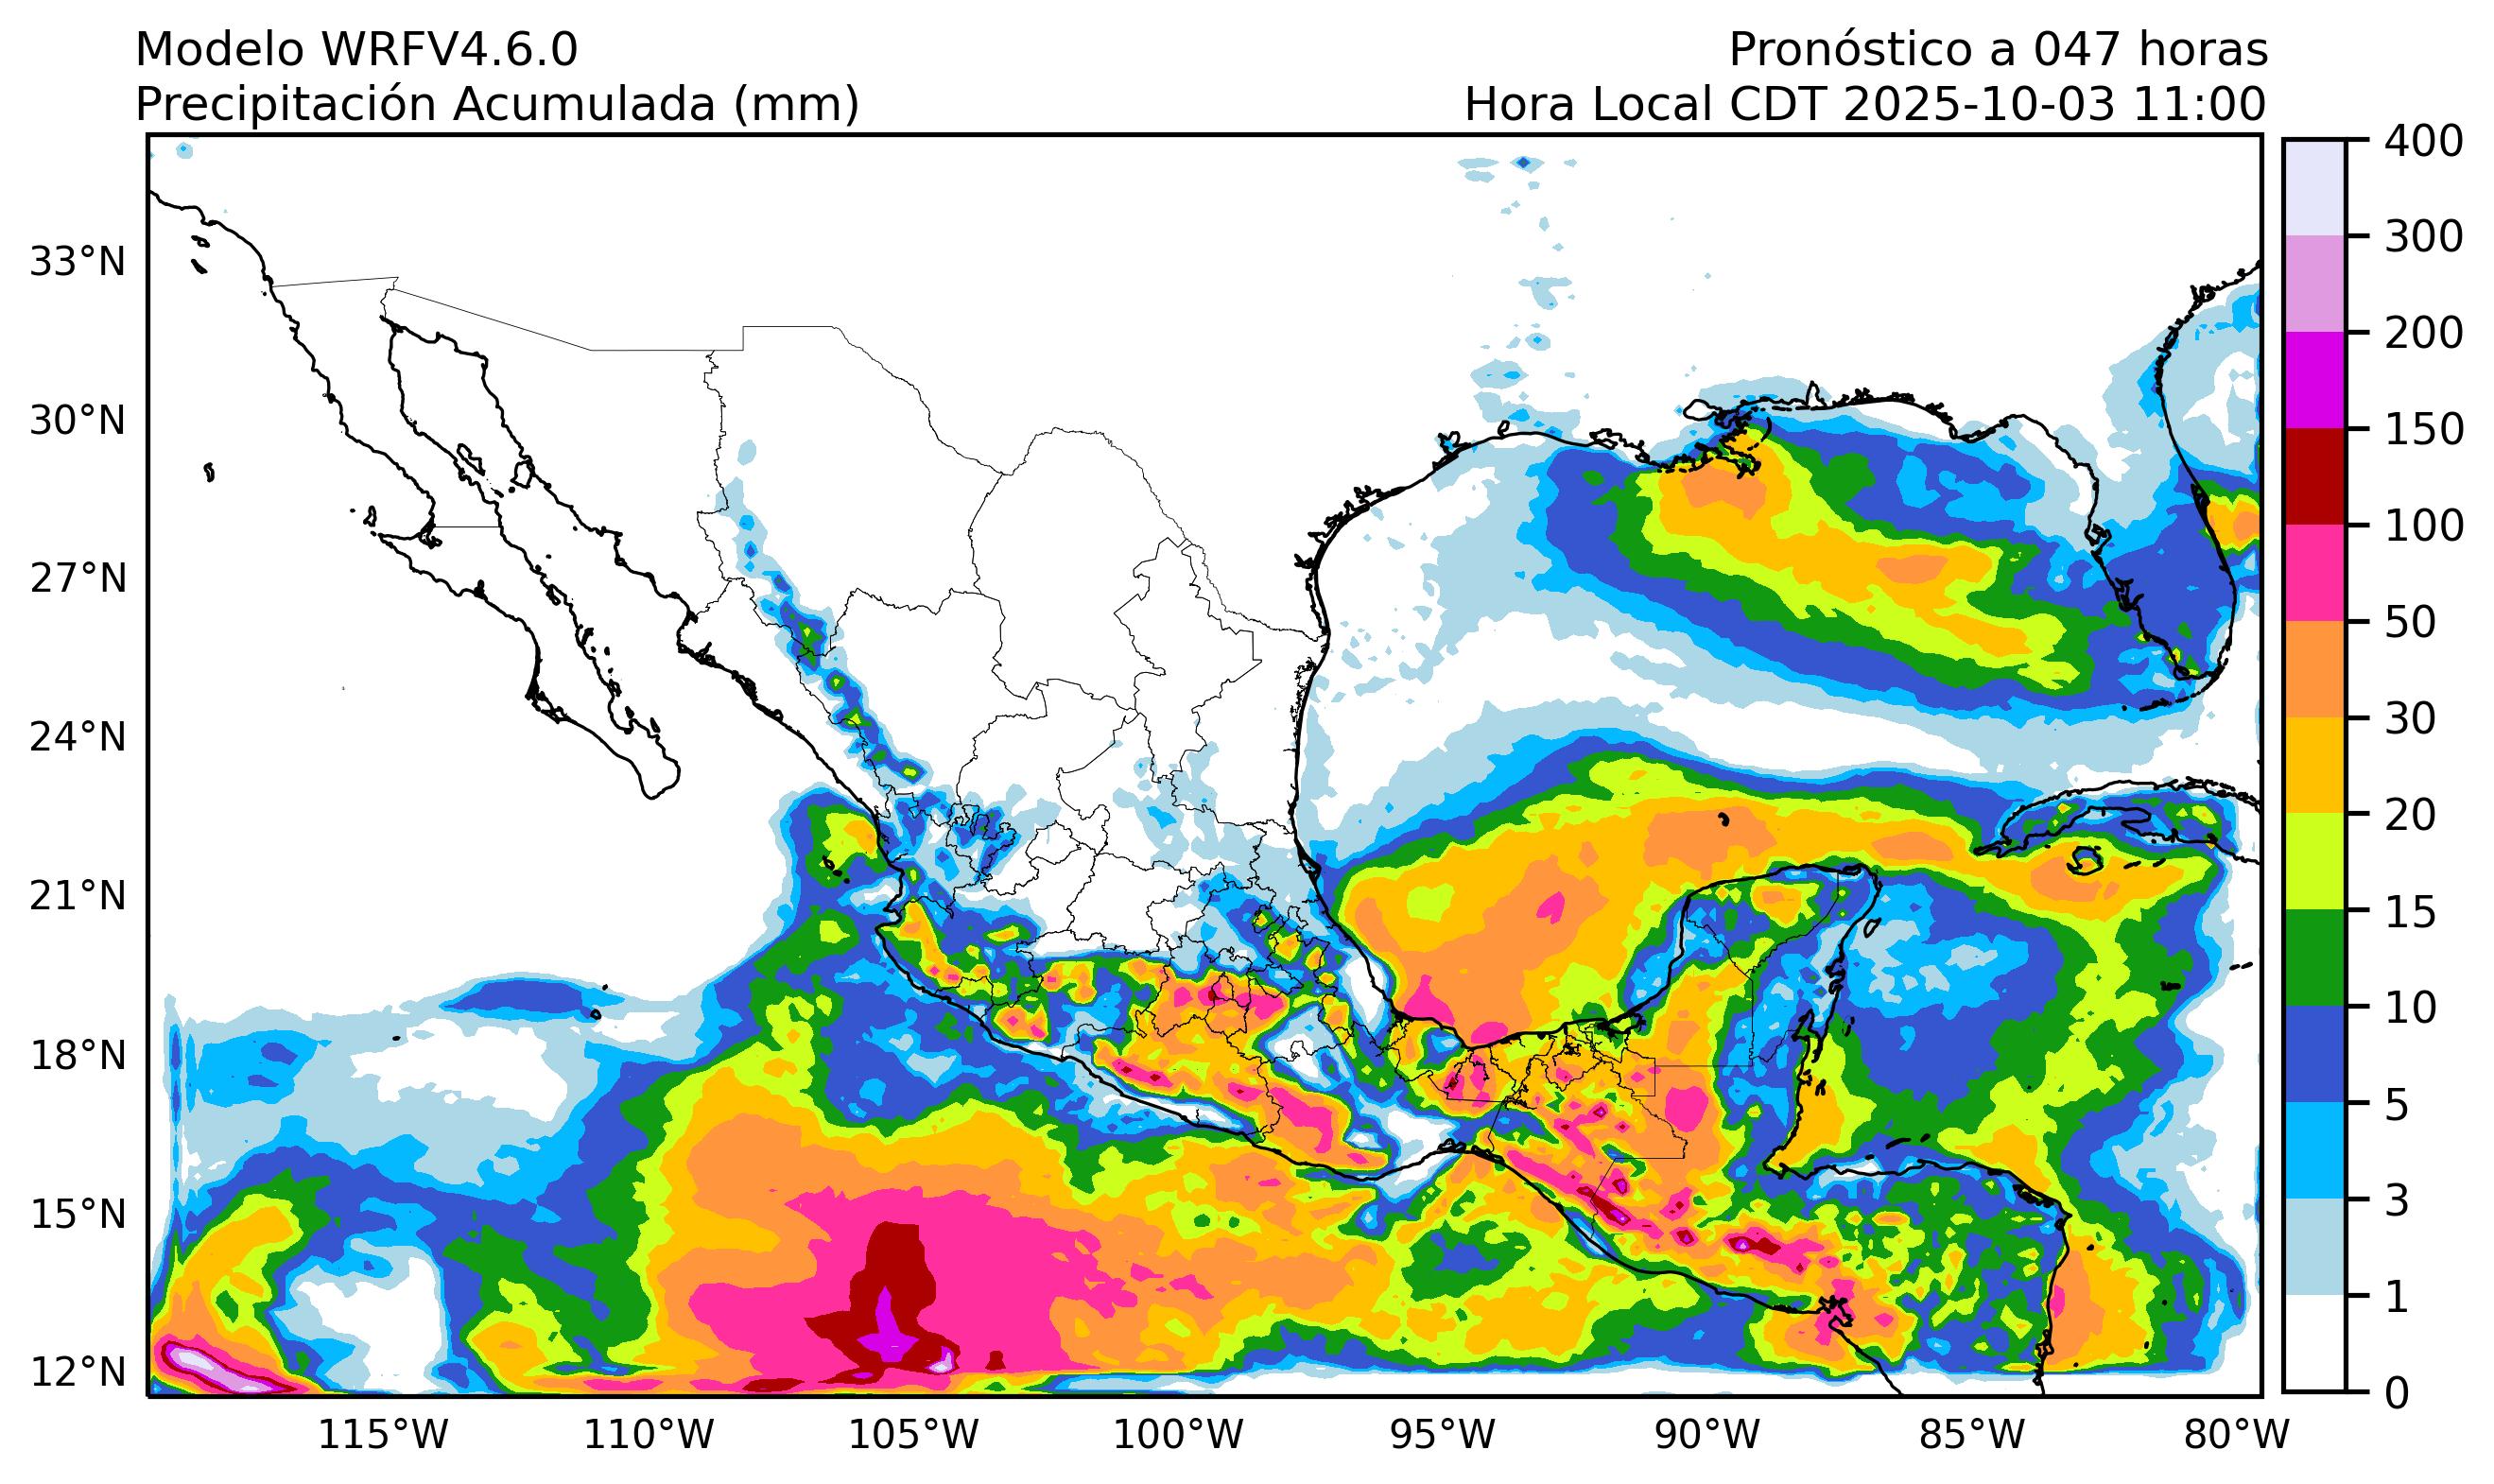 Modelo WRFV4.6.0
Pronóstico a 047 horas
Precipitación Acumulada (mm)
Hora Local CDT 2025-10-03 11:00
33°N
30°N
27°N
24°N
21°N
18°N
15°N
12°N
115°W
110°W
105°W
100°W
95°W
90°W
85°W
80°W
400
300
200
150
100
50
30
20
15
10
5
3
1
0